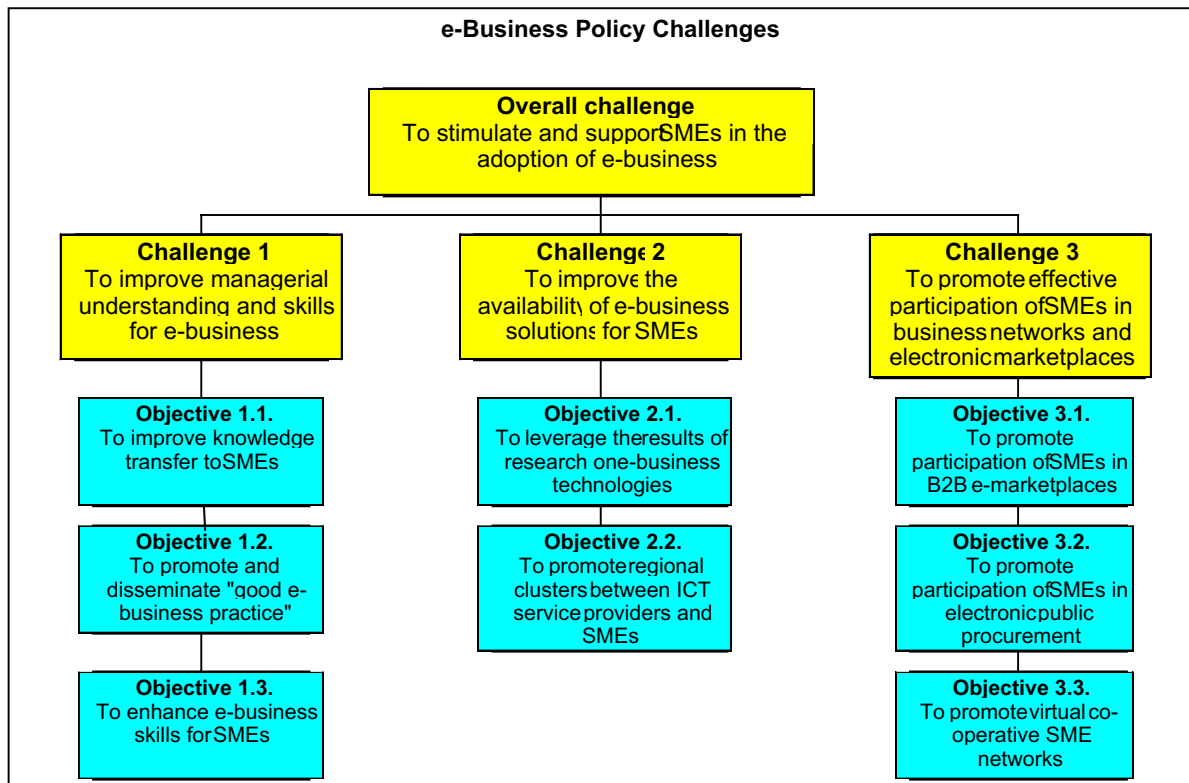 e-Business Policy Challenges
Overall challenge
To stimulate and support SMEs in the
adoption of e-business
Challenge 1
To improve managerial
understanding and skills
for e-business
Challenge 2
To improve the
availability of e-business
solutions for SMEs
Challenge 3
To promote effective
participation of SMEs in
business networks and
electronic marketplaces
Objective 1.1.
To improve knowledge
transfer to SMEs
Objective 1.2.
To promote and
disseminate "good e-
business practice"
Objective 1.3.
To enhance e-business
skills for SMEs
Objective 2.1.
To leverage the results of
research on e-business
technologies
Objective 2.2.
To promote regional
clusters between ICT
service providers and
SMEs
Objective 3.1.
To promote
participation of SMEs in
B2B e-marketplaces
Objective 3.2.
To promote
participation of SMEs in
electronic public
procurement
Objective 3.3.
To promote virtual co-
operative SME
networks